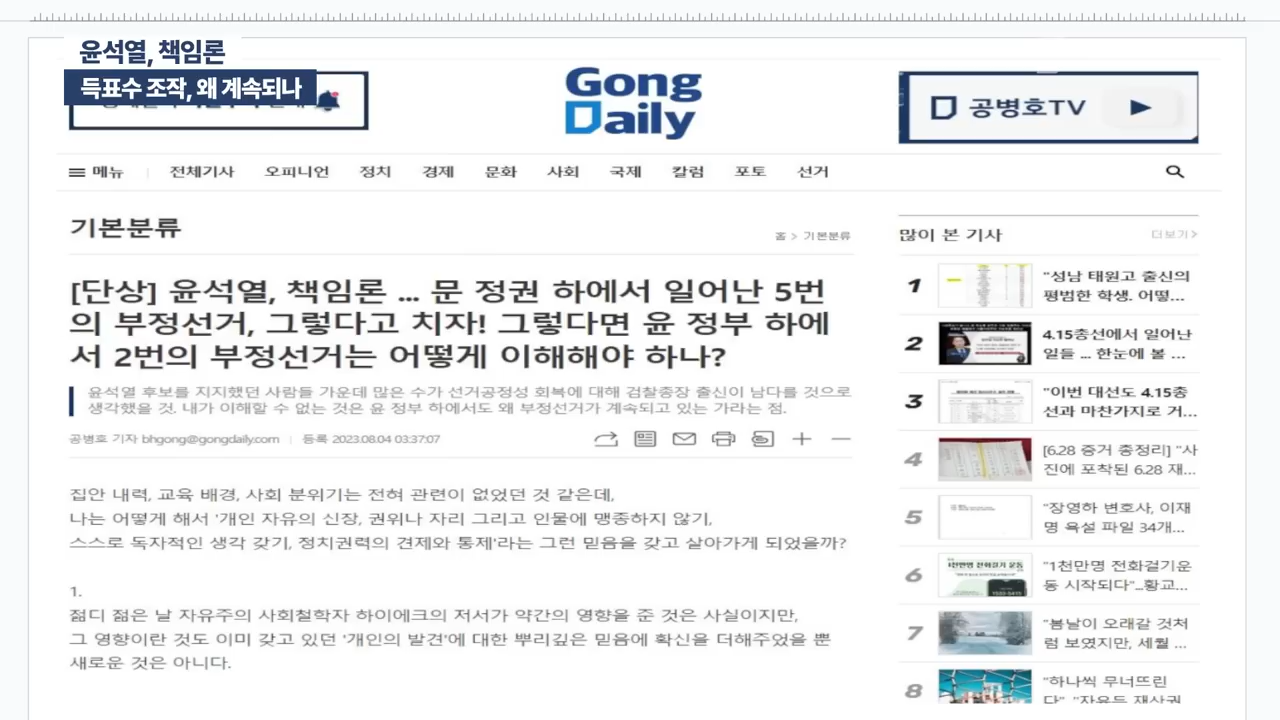 윤석열, 책임론
득표수 조작, 왜 계속되나
Gong
Daily
공병호TV
메뉴
전체기사
오피니언
정치
경제
문화
사회
국제
칼럼
포토
선거
기본분류
홈 > 기본분류
[단상] 윤석열, 책임론 ... 문 정권 하에서 일어난 5번
의 부정선거, 그렇다고 치자! 그렇다면 윤 정부 하에
서 2번의 부정선거는 어떻게 이해해야 하나?
윤석열 후보를 지지했던 사람들 가운데 많은 수가 선거공정성 회복에 대해 검찰총장 출신이 남다를 것으로
생각했을 것. 내가 이해할 수 없는 것은 윤 정부 하에서도 왜 부정선거가 계속되고 있는 가라는 점.
공병호 기자 bhgong@gongdaily.com
등록 2023.08.04 03:37:07
집안 내력, 교육 배경, 사회 분위기는 전혀 관련이 없었던 것 같은데,
나는 어떻게 해서 '개인 자유의 신장, 권위나 자리 그리고 인물에 맹종하지 않기,
스스로 독자적인 생각 갖기, 정치권력의 견제와 통제'라는 그런 믿음을 갖고 살아가게 되었을까?
1.
젊디 젊은 날 자유주의 사회철학자 하이에크의 저서가 약간의 영향을 준 것은 사실이지만,
그 영향이란 것도 이미 갖고 있던 '개인의 발견'에 대한 뿌리깊은 믿음에 확신을 더해주었을 뿐
새로운 것은 아니다.
많이 본 기사
더보기>
1
"성남 태원고 출신의
평범한 학생. 어떻...
2
4.15총선에서 일어난
일들 ... 한눈에 볼 ...
3
"이번 대선도 4.15총
선과 마찬가지로 거...
4
[6.28 증거 총정리] "사
진에 포착된 6.28 재...
5
"장영하 변호사, 이재
명 욕설 파일 34개...
6
1천만명 전화걸기 운동
"1천만명 전화걸기운
동 시작되다"...황교...
7
"봄날이 오래갈 것처
럼 보였지만, 세월 ...
8
"하나씩 무너뜨린
다" "자유도 재산권